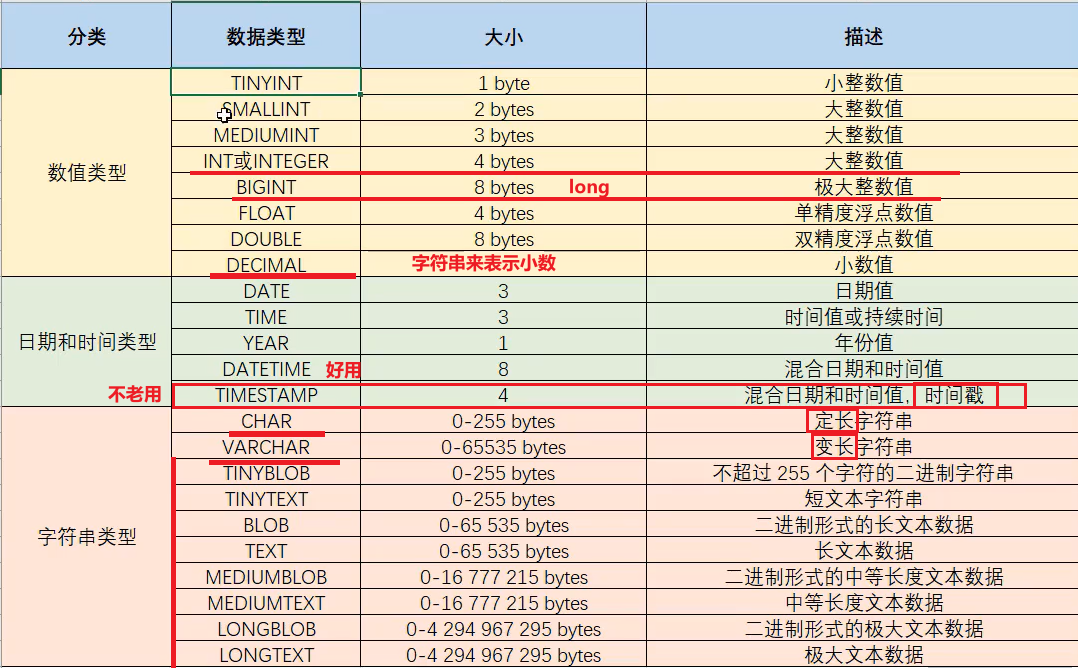 分类 数据类型 大小 描述
TINYINT 1 byte 小整数值
SMALLINT 2 bytes 大整数值
MEDIUMINT 3 bytes 大整数值
数值类型 INT或INTEGER 4 bytes 大整数值
BIGINT 8 bytes long 极大整数值
FLOAT 4 bytes 单精度浮点数值
DOUBLE 8 bytes 双精度浮点数值
DECIMAL 字符串来表示小数 小数值
DATE 3 日期值
TIME 3 时间值或持续时间
日期和时间类型 YEAR 1 年份值
DATETIME 好用 8 混合日期和时间值
不老用 TIMESTAMP 4 混合日期和时间值, 时间戳
CHAR 0-255 bytes 定长字符串
VARCHAR 0-65535 bytes 变长字符串
TINYBLOB 0-255 bytes 不超过 255 个字符的二进制字符串
TINYTEXT 0-255 bytes 短文本字符串
字符串类型 BLOB 0-65 535 bytes 二进制形式的长文本数据
TEXT 0-65 535 bytes 长文本数据
MEDIUMBLOB 0-16 777 215 bytes 二进制形式的中等长度文本数据
MEDIUMTEXT 0-16 777 215 bytes 中等长度文本数据
LONGBLOB 0-4 294 967 295 bytes 二进制形式的极大文本数据
LONGTEXT 0-4 294 967 295 bytes 极大文本数据